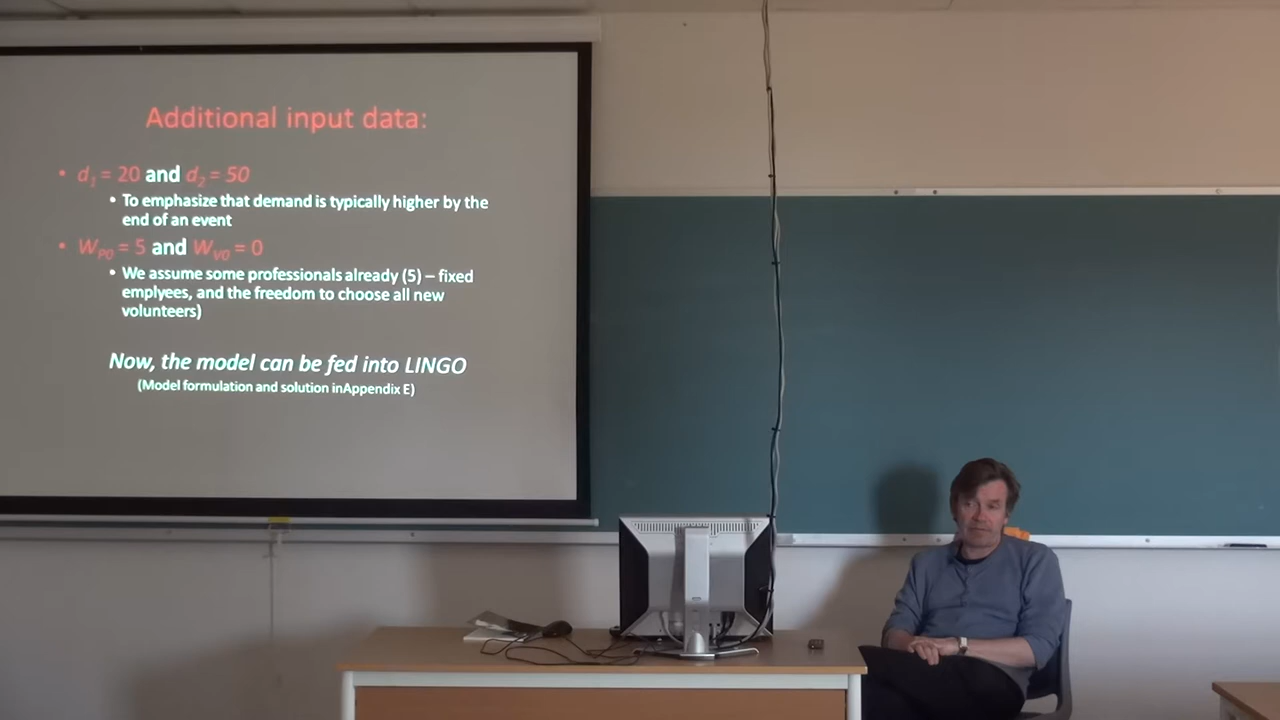 Additional input data:
• d₁ = 20 and d₂ = 50
• To emphasize that demand is typically higher by the
end of an event
• W_P0 = 5 and W_V0 = 0
• We assume some professionals already (5) – fixed
emplyees, and the freedom to choose all new
volunteers)
Now, the model can be fed into LINGO
(Model formulation and solution inAppendix E)